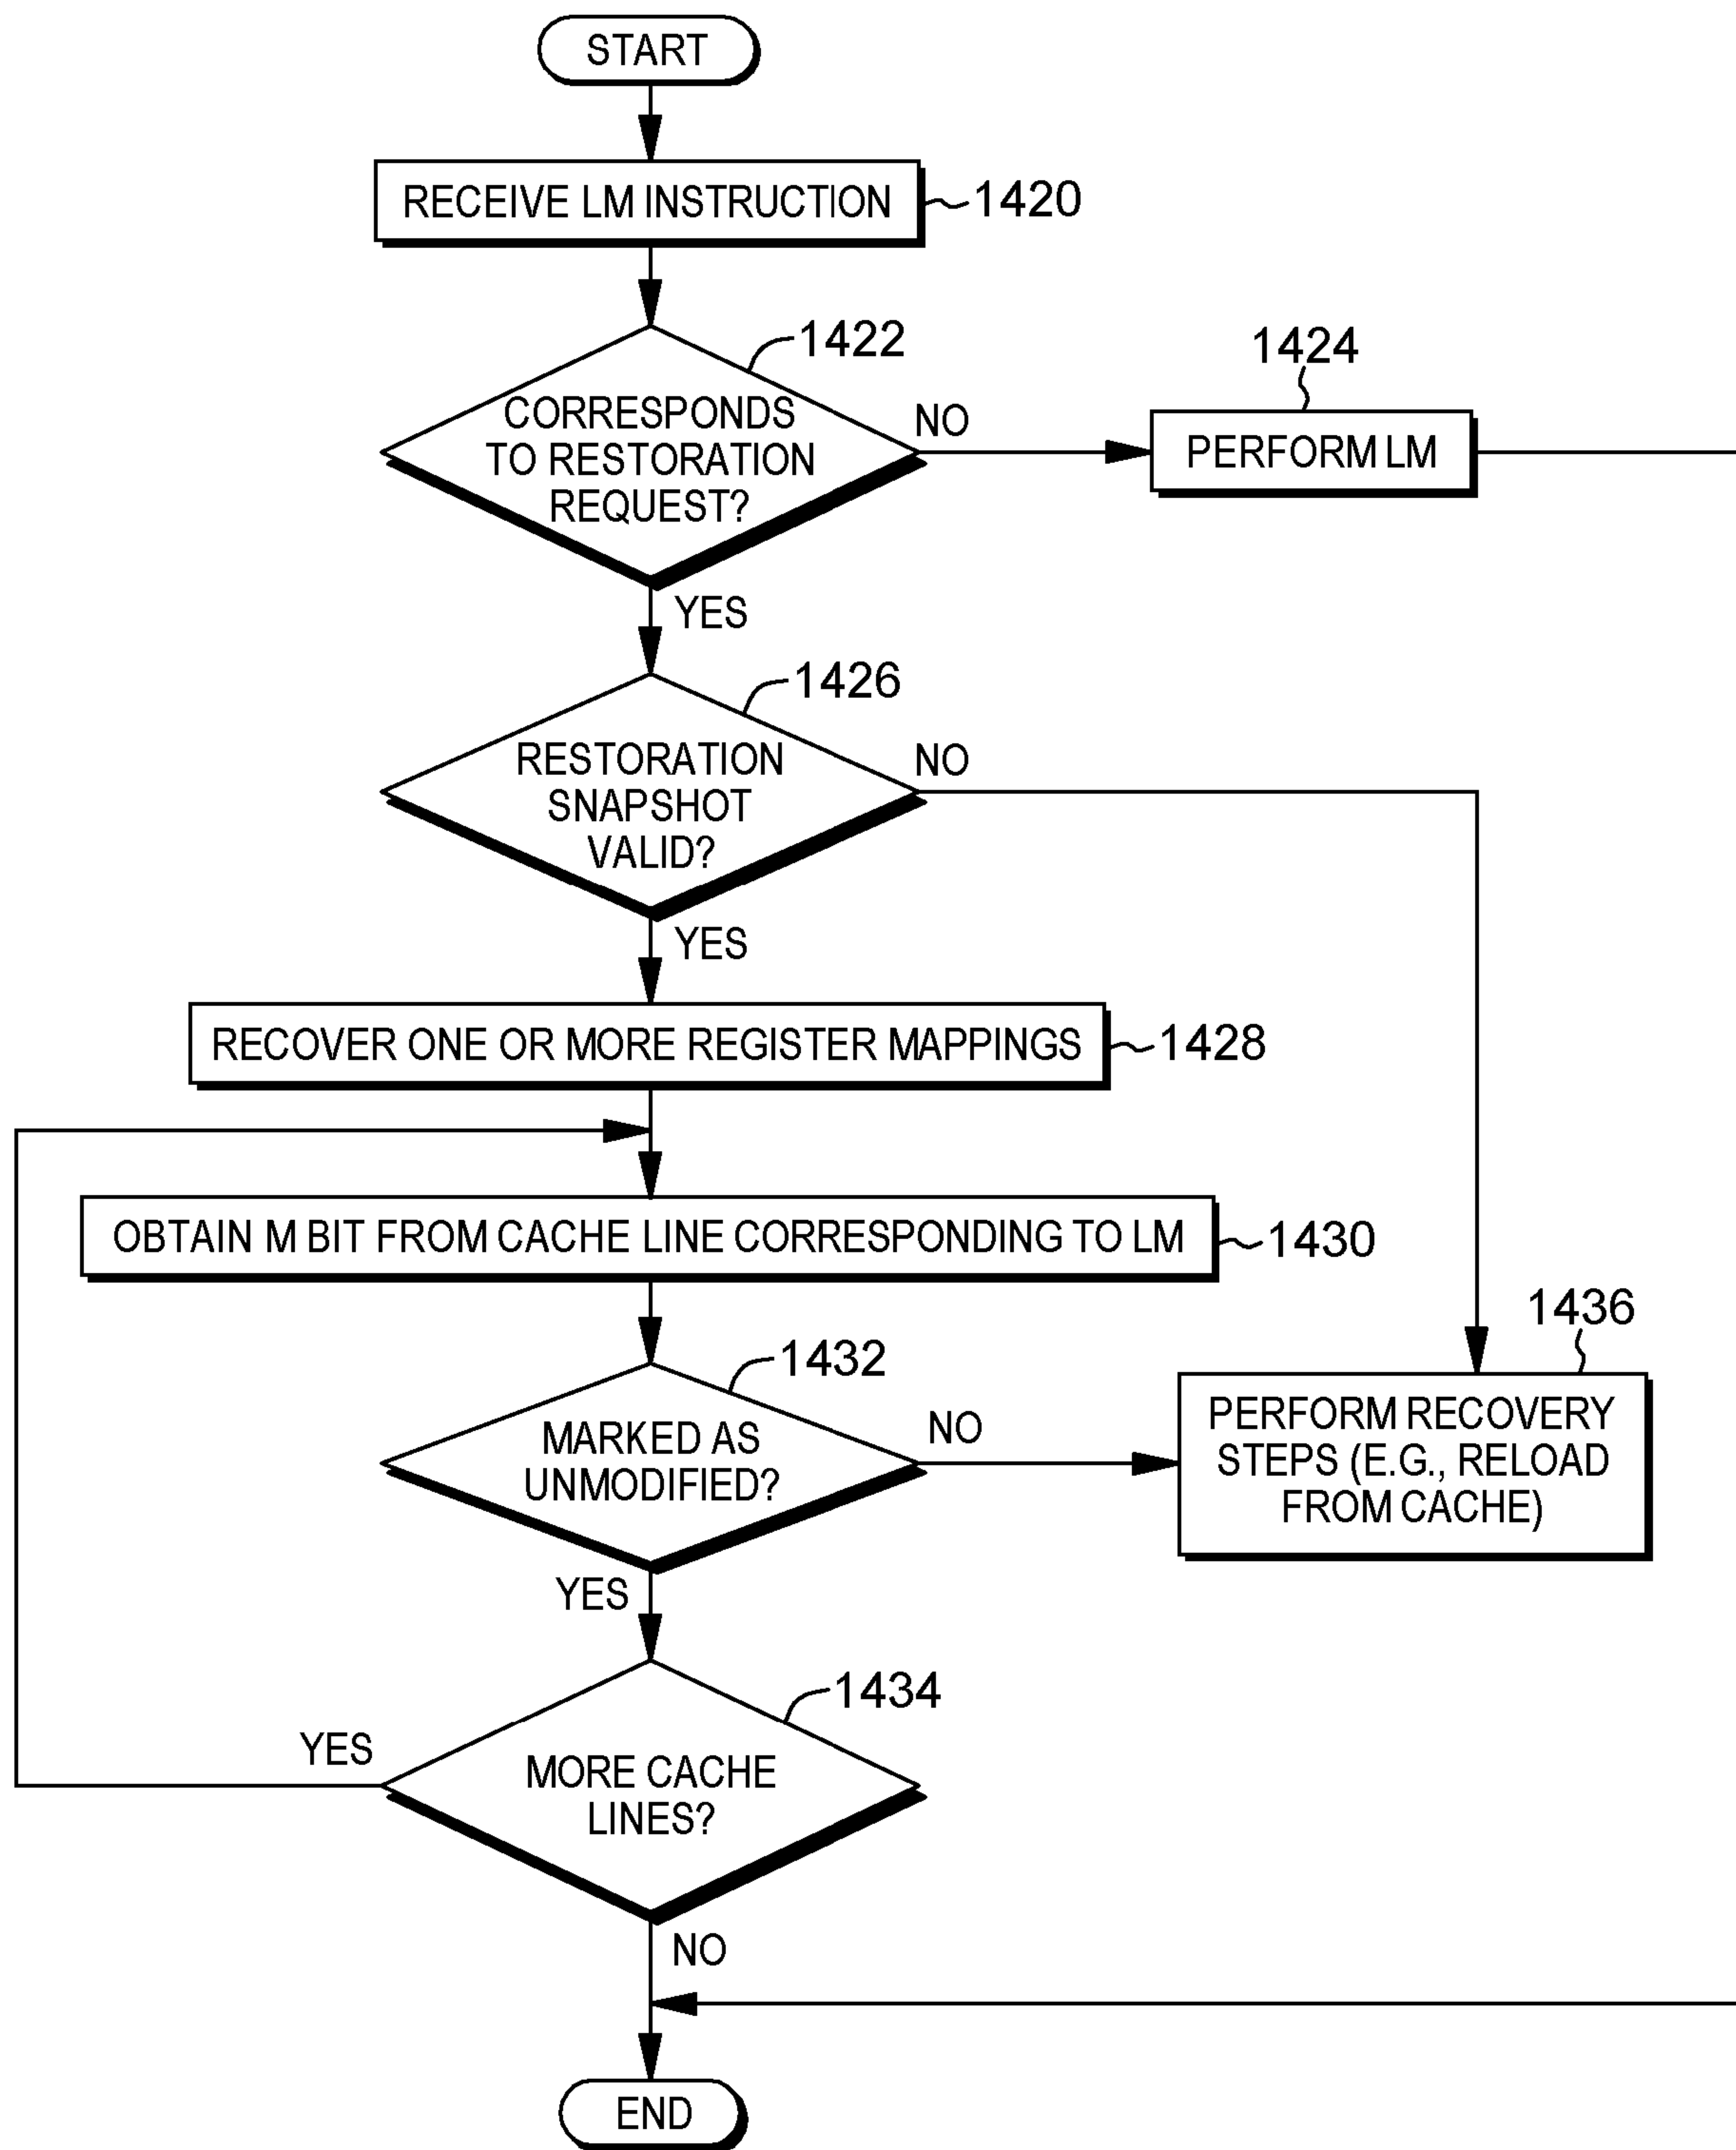 START
RECEIVE LM INSTRUCTION
1420
1422
CORRESPONDS
TO RESTORATION
REQUEST?
NO
1424
PERFORM LM
YES
1426
RESTORATION
SNAPSHOT
VALID?
NO
YES
RECOVER ONE OR MORE REGISTER MAPPINGS
1428
OBTAIN M BIT FROM CACHE LINE CORRESPONDING TO LM
1430
1432
MARKED AS
UNMODIFIED?
NO
1436
PERFORM RECOVERY
STEPS (E.G., RELOAD
FROM CACHE)
YES
1434
MORE CACHE
LINES?
YES
NO
END